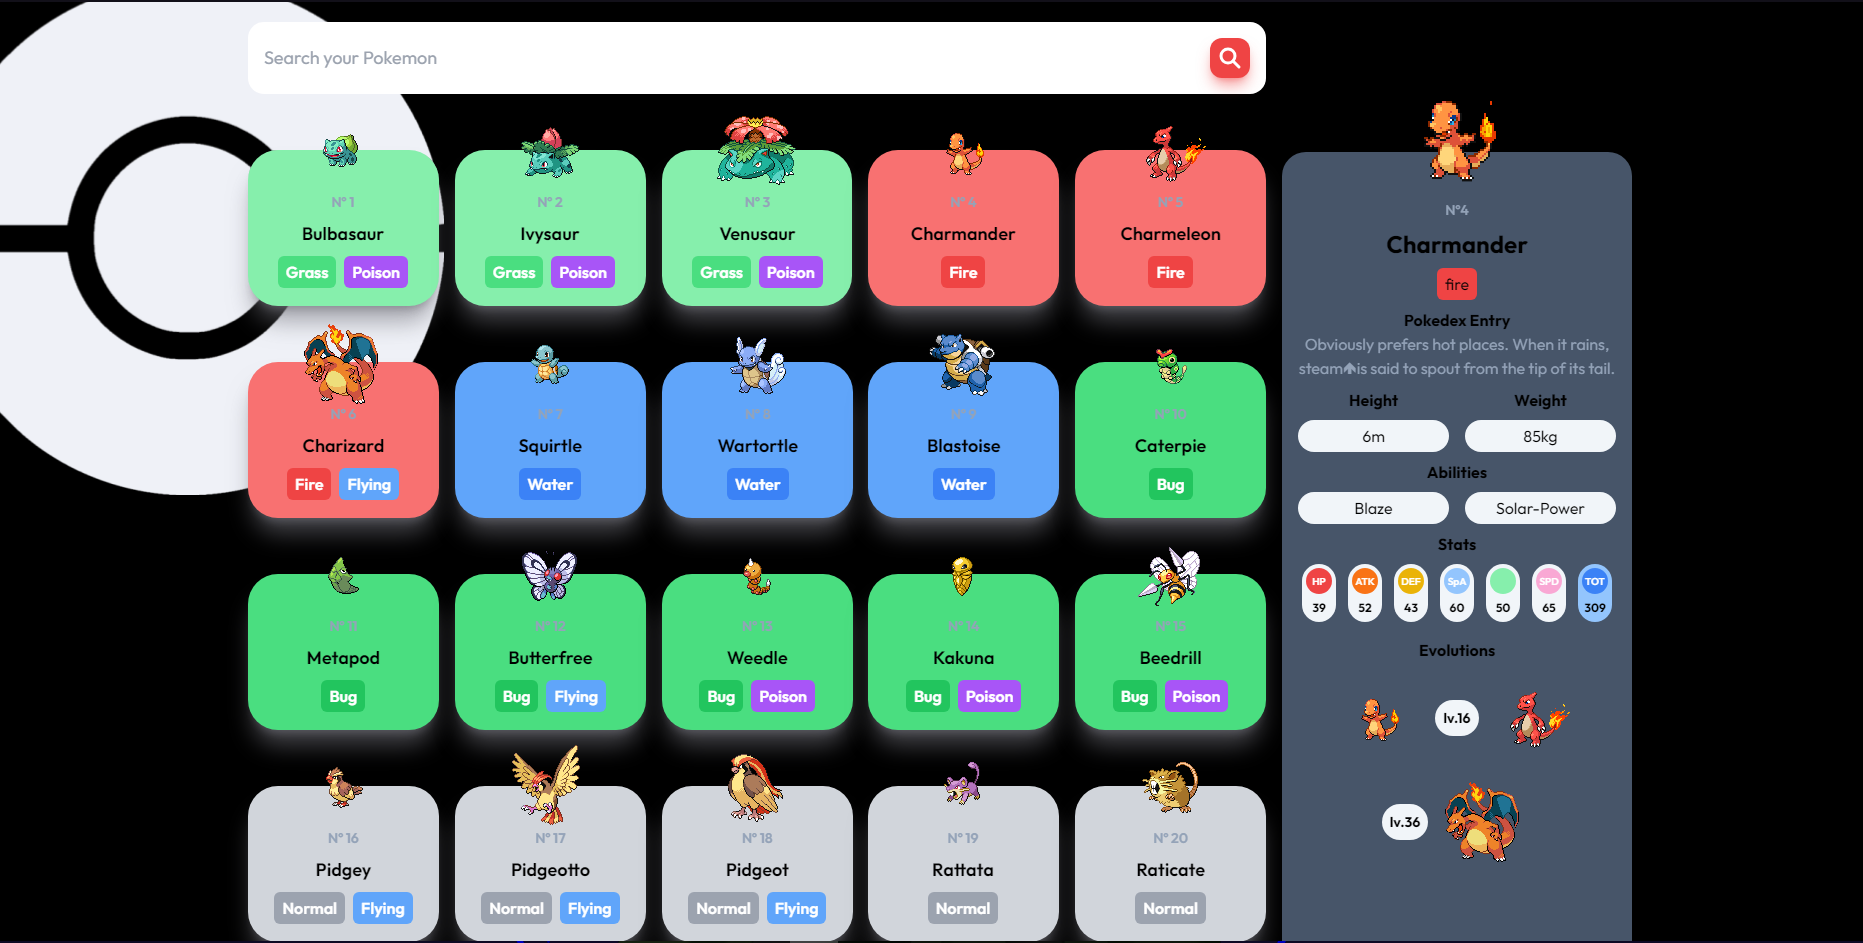 Search your Pokemon
N° 1
Bulbasaur
Grass Poison
N° 2
Ivysaur
Grass Poison
N° 3
Venusaur
Grass Poison
N° 4
Charmander
Fire
N° 5
Charmeleon
Fire
N° 6
Charizard
Fire Flying
N° 7
Squirtle
Water
N° 8
Wartortle
Water
N° 9
Blastoise
Water
N° 10
Caterpie
Bug
N° 11
Metapod
Bug
N° 12
Butterfree
Bug Flying
N° 13
Weedle
Bug Poison
N° 14
Kakuna
Bug Poison
N° 15
Beedrill
Bug Poison
N° 16
Pidgey
Normal Flying
N° 17
Pidgeotto
Normal Flying
N° 18
Pidgeot
Normal Flying
N° 19
Rattata
Normal
N° 20
Raticate
Normal
N°4
Charmander
fire
Pokedex Entry
Obviously prefers hot places. When it rains,
steam is said to spout from the tip of its tail.
Height Weight
6m 85kg
Abilities
Blaze Solar-Power
Stats
HP ATK DEF SpA SPD TOT
39 52 43 60 50 65 309
Evolutions
lv.16
lv.36